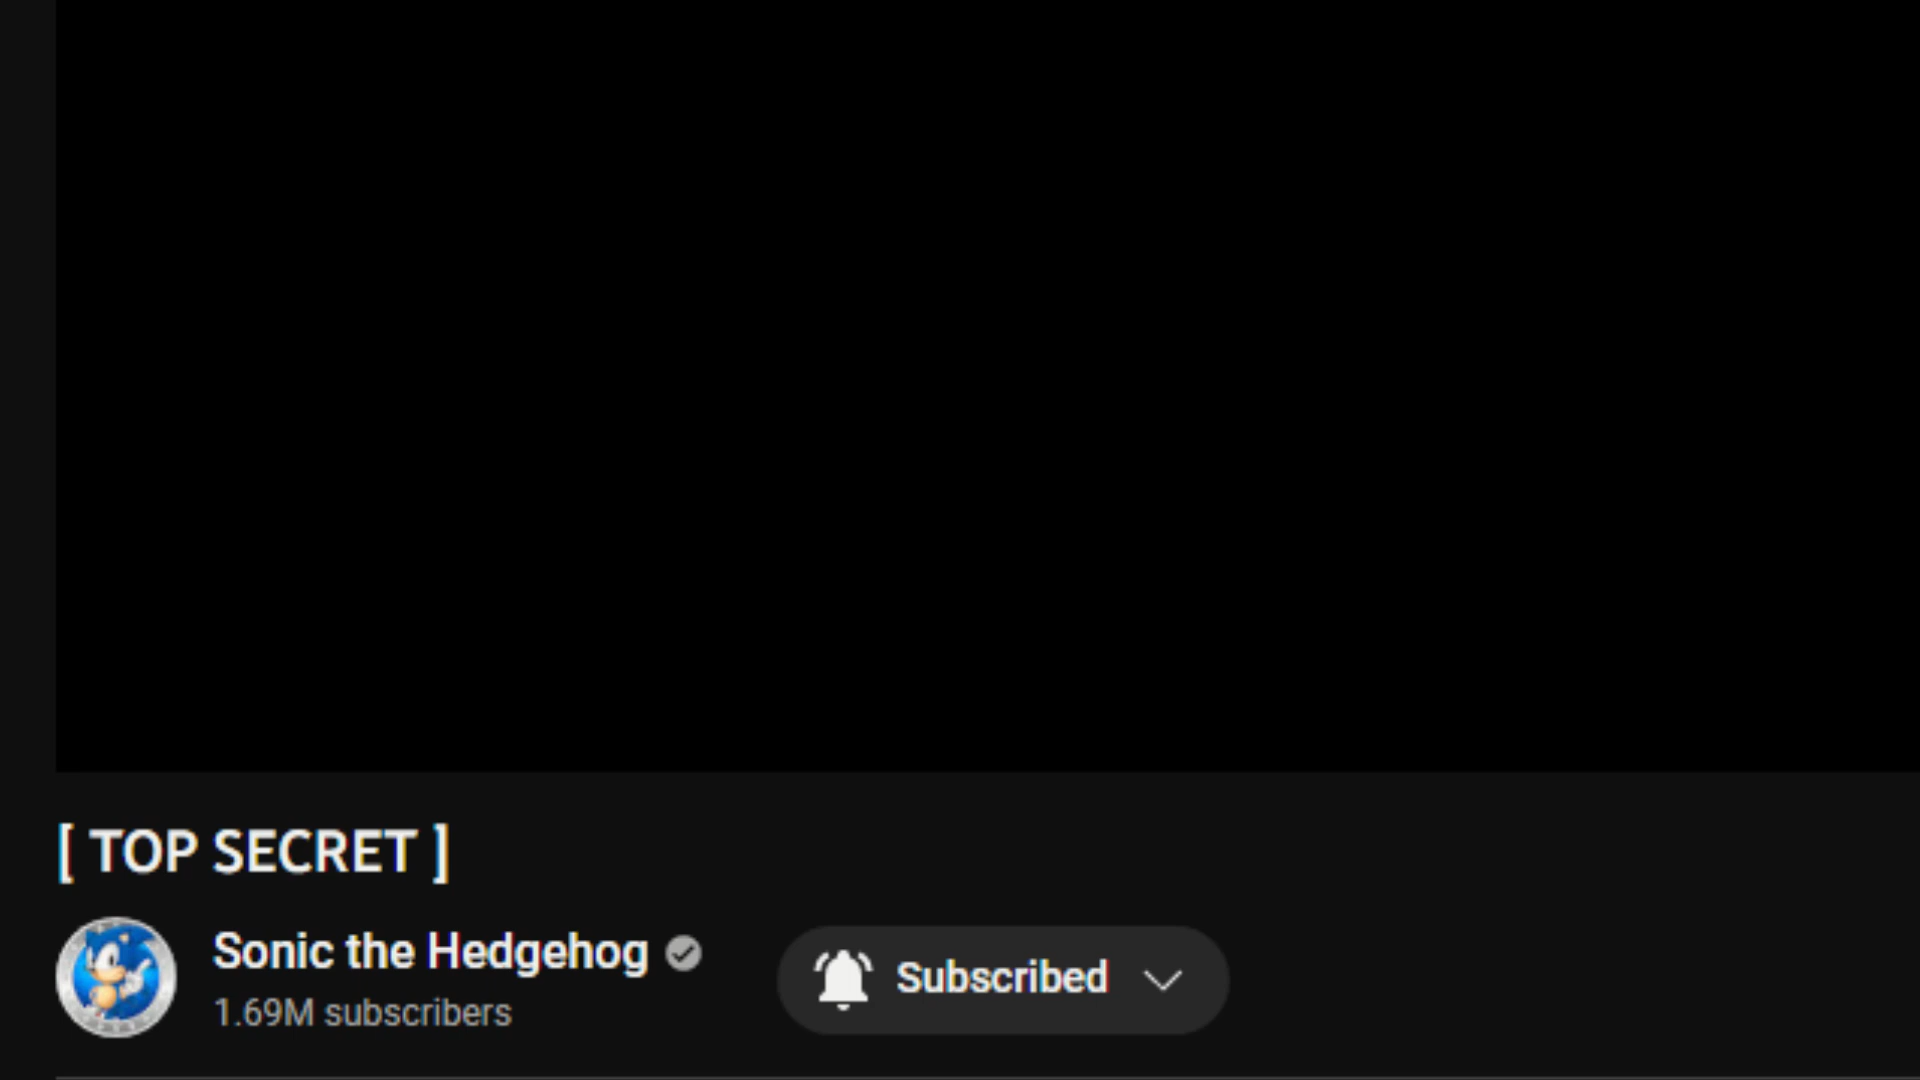 [ TOP SECRET ]
Sonic the Hedgehog
1.69M subscribers
Subscribed